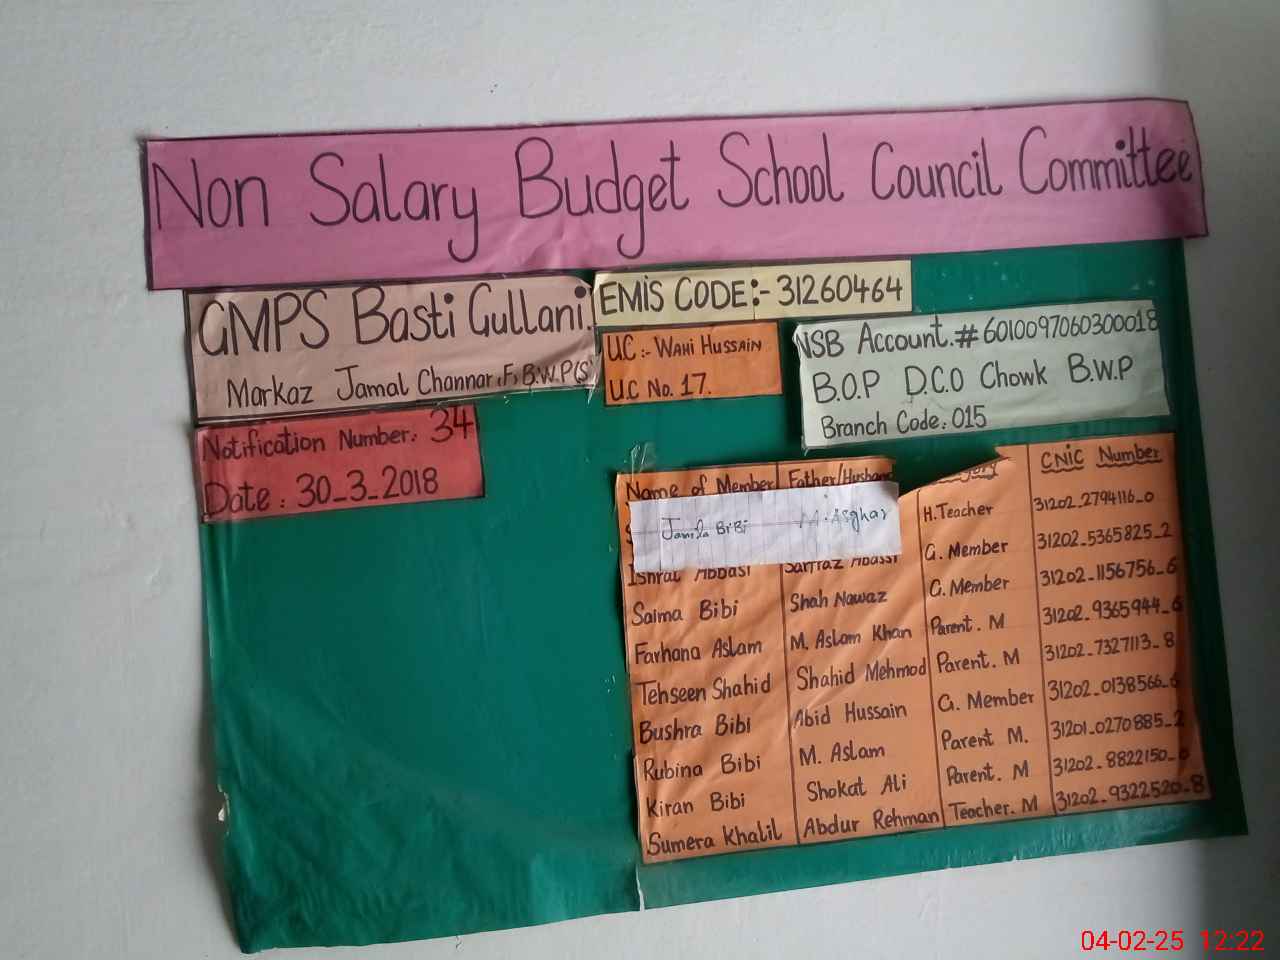 Non Salary Budget School Council Committee
GMPS Basti Gullani.
Markaz Jamal Channar (F) B.W.P(S)
EMiS CODE:- 31260464
UC:- WAHI HUSSAIN
U.C No. 17.
NSB Account.# 6010097060300018
B.O.P D.C.O Chowk B.W.P
Branch Code: 015
Notification Number: 34
Date : 30_3_2018
Name of Member Father/Husband CNiC Number
Jamila BiBi M. Asghar H.Teacher 31202_2794116_0
Ishrat Abbasi Sarfraz Abassi G. Member 31202_5365825_2
Saima Bibi Shah Nawaz G. Member 31202_1156756_6
Farhana Aslam M. Aslam Khan Parent. M 31202_9365944_6
Tehseen Shahid Shahid Mehmod Parent. M 31202_7327113_8
Bushra Bibi Abid Hussain G. Member 31202_0138566_6
Rubina Bibi M. Aslam Parent M. 31201_0270885_2
Kiran Bibi Shokat Ali Parent. M 31202_8822150_
Sumera Khalil Abdur Rehman Teacher. M 31202_9322520_8
04-02-25 12:22